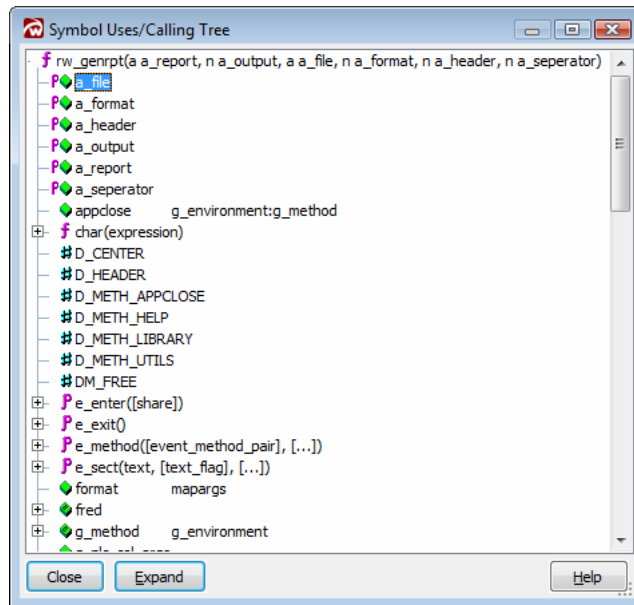 Symbol Uses/Calling Tree
f rw_genrpt(a a_report, n a_output, a a_file, n a_format, n a_header, n a_seperator)
P a_file
P a_format
P a_header
P a_output
P a_report
P a_seperator
appclose g_environment:g_method
f char(expression)
# D_CENTER
# D_HEADER
# D_METH_APPCLOSE
# D_METH_HELP
# D_METH_LIBRARY
# D_METH_UTILS
# DM_FREE
P e_enter([share])
P e_exit()
P e_method([event_method_pair], [...])
P e_sect(text, [text_flag], [...])
format mapargs
fred
g_method g_environment
Close Expand Help